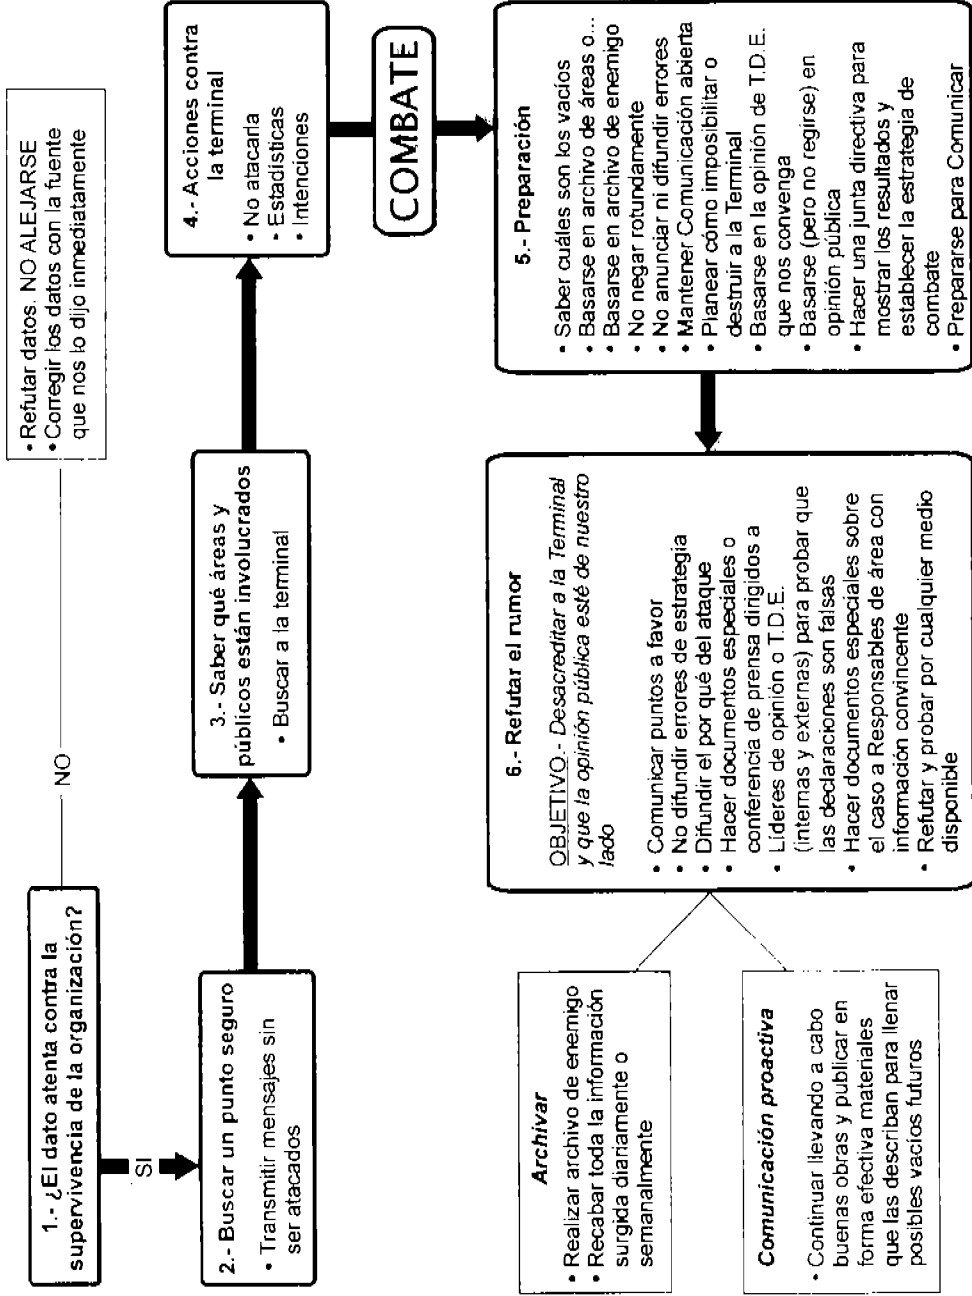 1.- ¿El dato atenta contra la
supervivencia de la organización?
NO
• Refutar datos. NO ALEJARSE
• Corregir los datos con la fuente
que nos lo dijo inmediatamente
SI
2.- Buscar un punto seguro
• Transmitir mensajes sin
ser atacados
3.- Saber qué áreas y
públicos están involucrados
• Buscar a la terminal
4.- Acciones contra
la terminal
• No atacarla
• Estadísticas
• Intenciones
COMBATE
5.- Preparación
• Saber cuáles son los vacíos
• Basarse en archivo de áreas o...
• Basarse en archivo de enemigo
• No negar rotundamente
• No anunciar ni difundir errores
• Mantener Comunicación abierta
• Planear cómo imposibilitar o
destruir a la Terminal
• Basarse en la opinión de T.D.E.
que nos convenga
• Basarse (pero no regirse) en
opinión pública
• Hacer una junta directiva para
mostrar los resultados y
establecer la estrategia de
combate
• Prepararse para Comunicar
6.- Refutar el rumor
OBJETIVO.- Desacreditar a la Terminal
y que la opinión pública esté de nuestro
lado
• Comunicar puntos a favor
• No difundir errores de estrategia
• Difundir el por qué del ataque
• Hacer documentos especiales o
conferencia de prensa dirigidos a
• Líderes de opinión o T.D.E.
(internas y externas) para probar que
las declaraciones son falsas
• Hacer documentos especiales sobre
el caso a Responsables de área con
información convincente
• Refutar y probar por cualquier medio
disponible
Archivar
• Realizar archivo de enemigo
• Recabar toda la información
surgida diariamente o
semanalmente
Comunicación proactiva
• Continuar llevando a cabo
buenas obras y publicar en
forma efectiva materiales
que las describan para llenar
posibles vacíos futuros